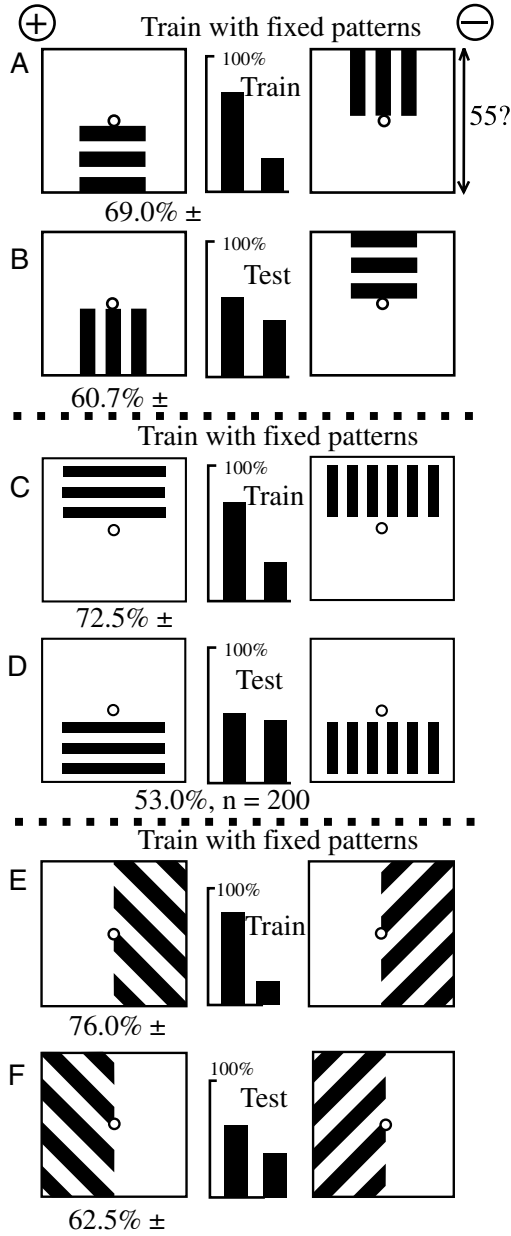 + Train with fixed patterns −
A 100% Train 55?
69.0% ±
B 100% Test
60.7% ±
Train with fixed patterns
C 100% Train
72.5% ±
D 100% Test
53.0%, n = 200
Train with fixed patterns
E 100% Train
76.0% ±
F 100% Test
62.5% ±